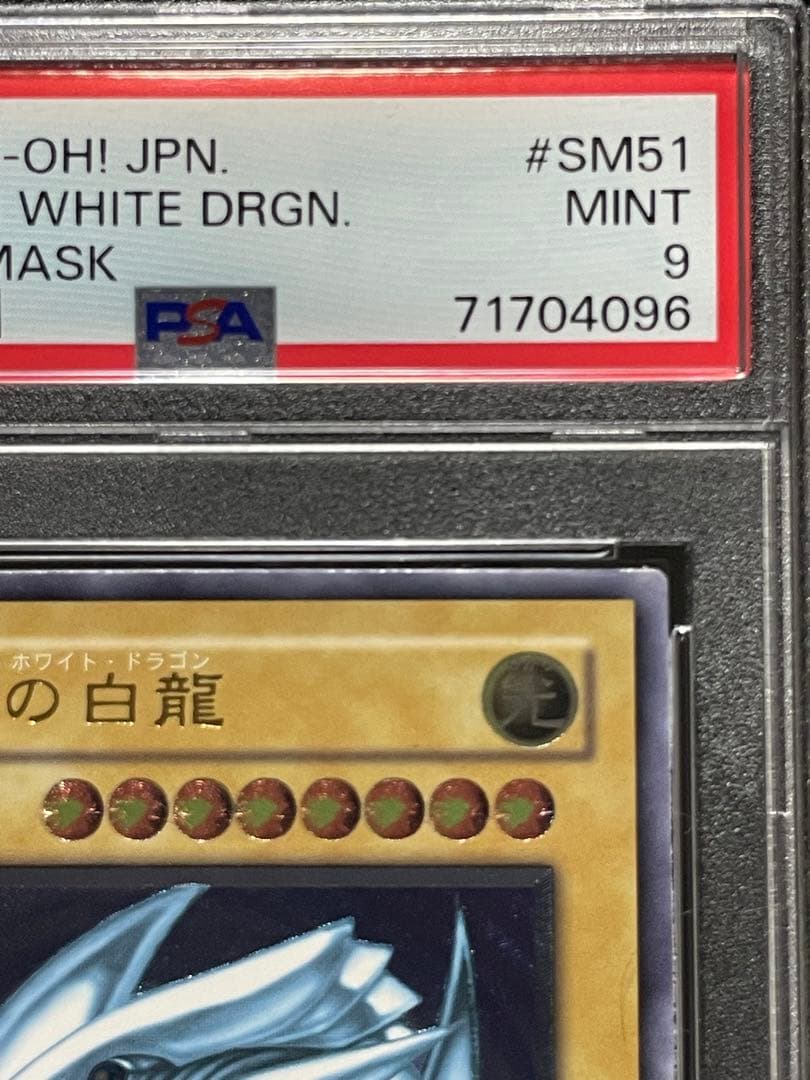 -OH! JPN. #SM51
WHITE DRGN. MINT
MASK 9
PSA 71704096
ホワイト・ドラゴン
の白龍
光